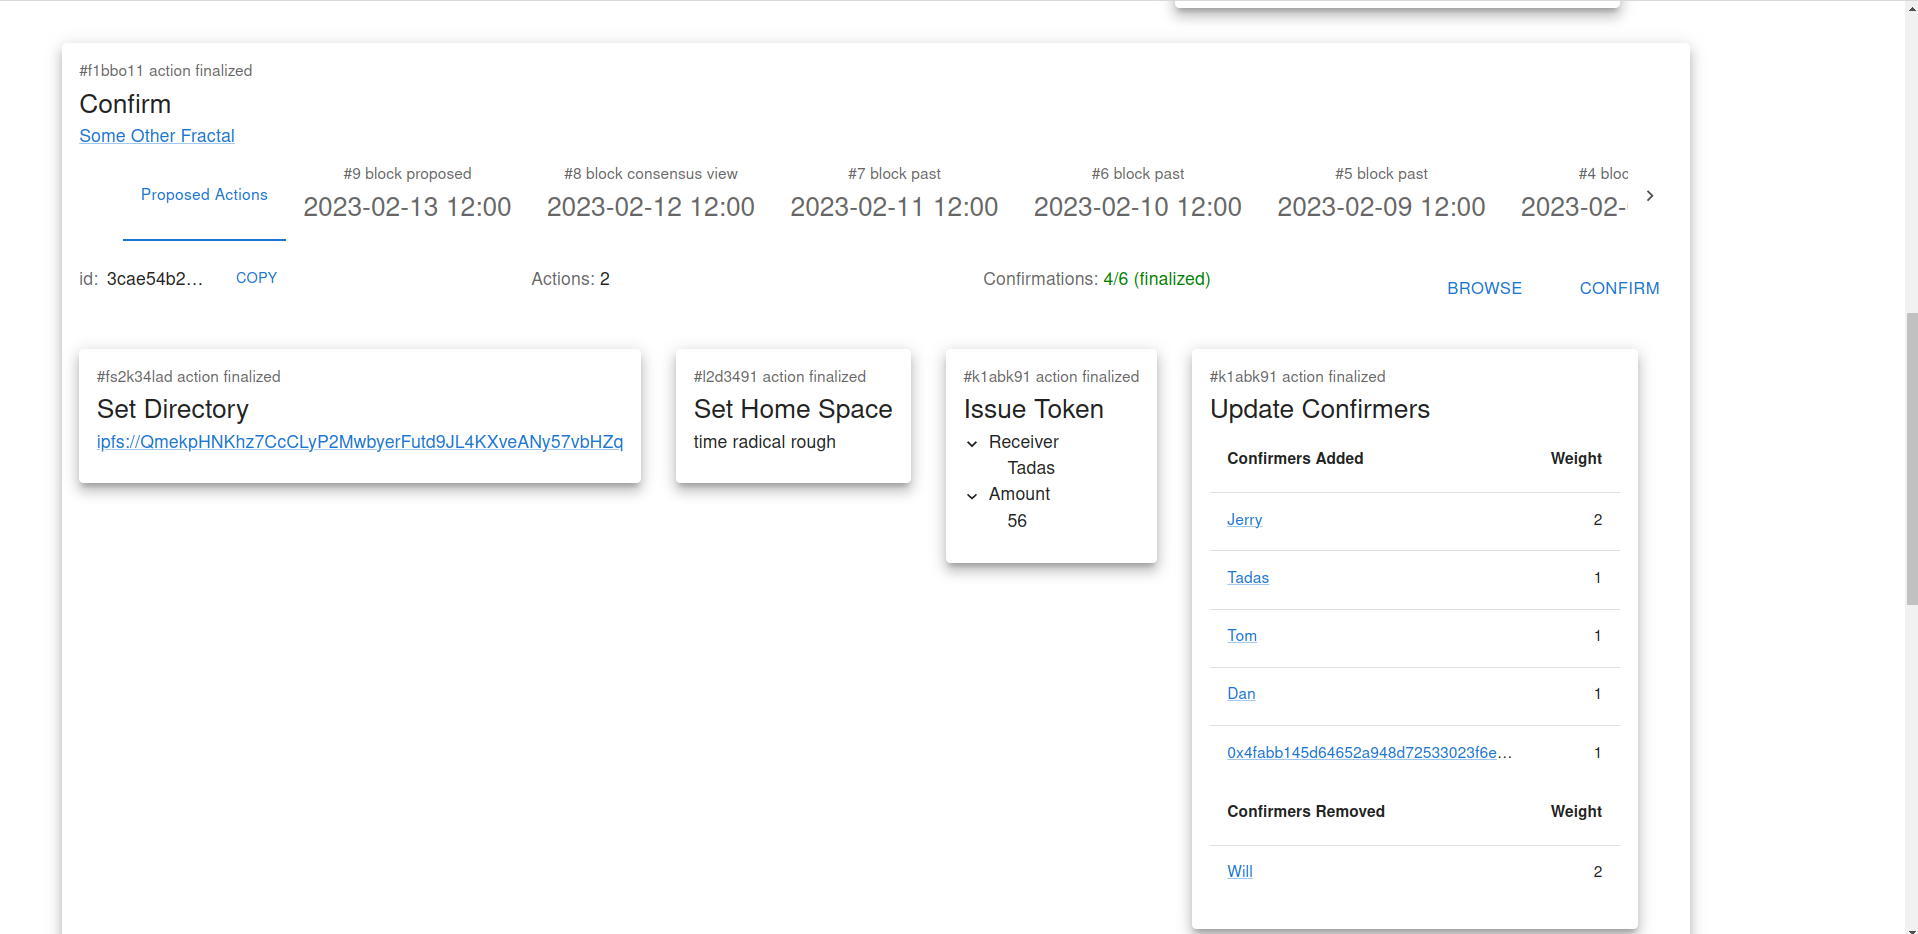 #f1bbo11 action finalized
Confirm
Some Other Fractal
Proposed Actions
#9 block proposed
2023-02-13 12:00
#8 block consensus view
2023-02-12 12:00
#7 block past
2023-02-11 12:00
#6 block past
2023-02-10 12:00
#5 block past
2023-02-09 12:00
#4 bloc
2023-02-
id: 3cae54b2... COPY
Actions: 2
Confirmations: 4/6 (finalized)
BROWSE CONFIRM
#fs2k34lad action finalized
Set Directory
ipfs://QmekpHNKhz7CcCLyP2MwbyerFutd9JL4KXveANy57vbHZq
#l2d3491 action finalized
Set Home Space
time radical rough
#k1abk91 action finalized
Issue Token
Receiver
Tadas
Amount
56
#k1abk91 action finalized
Update Confirmers
Confirmers Added Weight
Jerry 2
Tadas 1
Tom 1
Dan 1
0x4fabb145d64652a948d72533023f6e... 1
Confirmers Removed Weight
Will 2